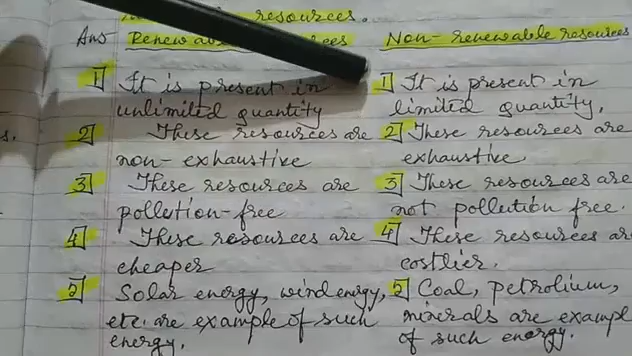 resources.
Ans Renewable resources Non-renewable resources
1 It is present in 1 It is present in
unlimited quantity limited quantity.
2 These resources are 2 These resources are
non-exhaustive exhaustive
3 These resources are 3 These resources are
pollution-free not pollution free.
4 These resources are 4 These resources ar
cheaper costlier.
5 Solar energy, wind energy, 5 Coal, petrolium,
etc. are example of such minerals are example
energy. of such energy.